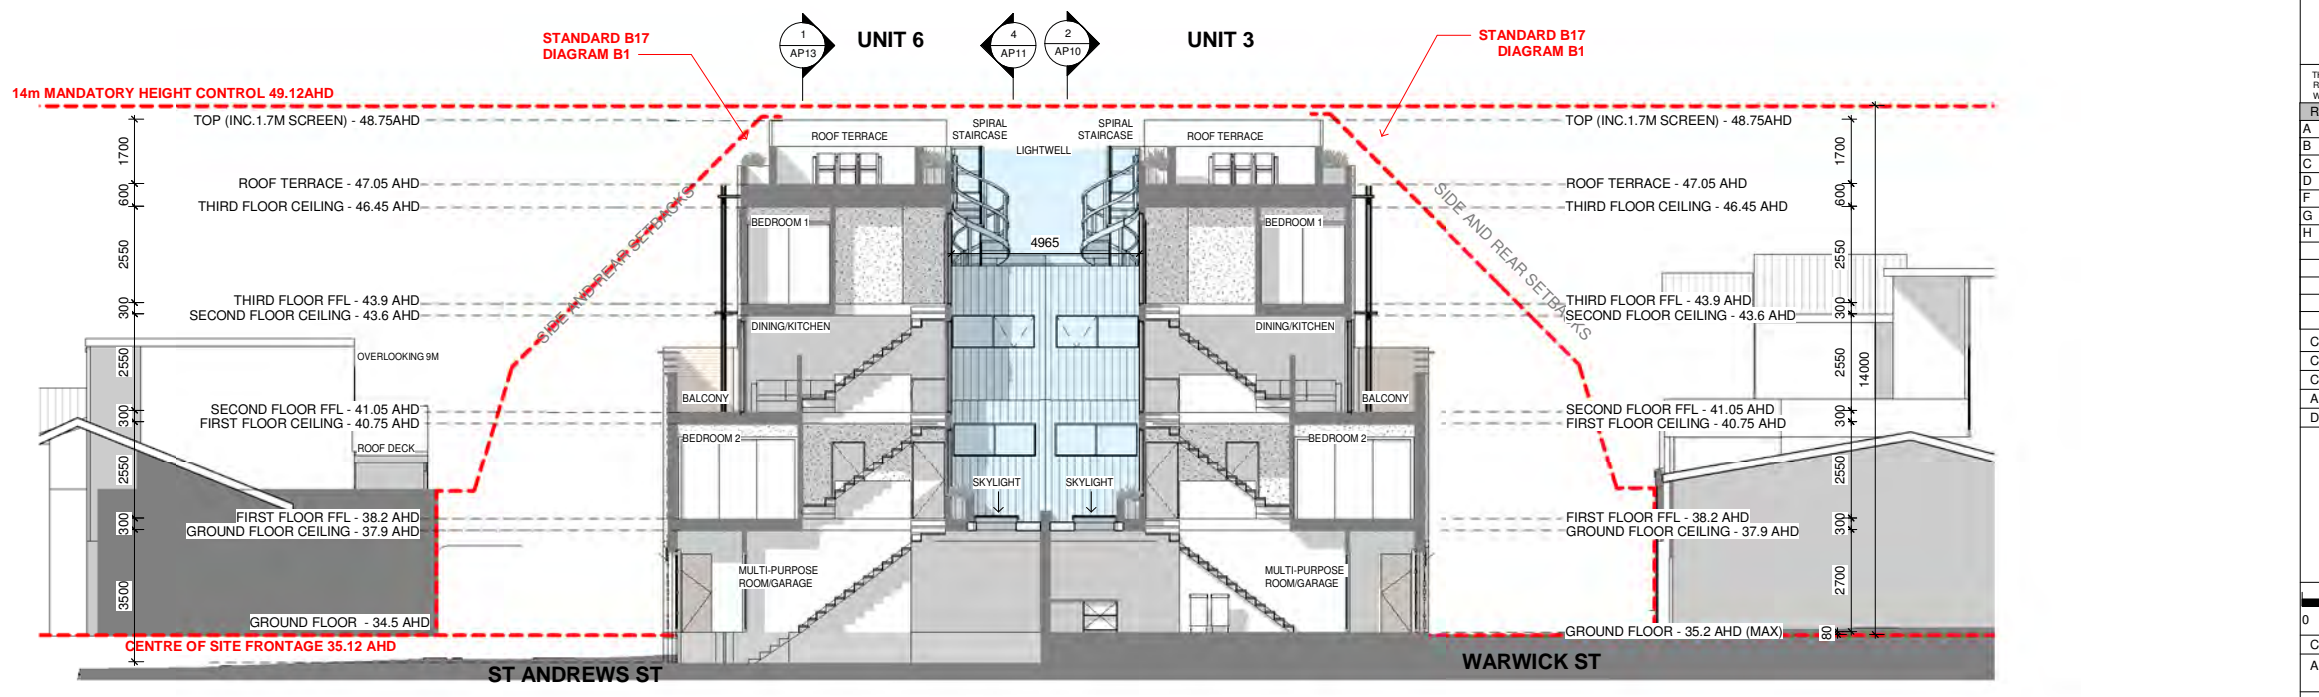 1
AP13
UNIT 6
4
AP11
2
AP10
UNIT 3
STANDARD B17
DIAGRAM B1
STANDARD B17
DIAGRAM B1
14m MANDATORY HEIGHT CONTROL 49.12AHD
TOP (INC.1.7M SCREEN) - 48.75AHD
ROOF TERRACE - 47.05 AHD
THIRD FLOOR CEILING - 46.45 AHD
THIRD FLOOR FFL - 43.9 AHD
SECOND FLOOR CEILING - 43.6 AHD
SECOND FLOOR FFL - 41.05 AHD
FIRST FLOOR CEILING - 40.75 AHD
FIRST FLOOR FFL - 38.2 AHD
GROUND FLOOR CEILING - 37.9 AHD
GROUND FLOOR - 34.5 AHD
CENTRE OF SITE FRONTAGE 35.12 AHD
1700
600
2550
300
2550
300
2550
300
3500
OVERLOOKING 9M
ROOF DECK
SIDE AND REAR SETBACKS
ROOF TERRACE
SPIRAL
STAIRCASE
LIGHTWELL
SPIRAL
STAIRCASE
ROOF TERRACE
BEDROOM 1
4965
BEDROOM 1
DINING/KITCHEN
DINING/KITCHEN
BALCONY
BALCONY
BEDROOM 2
BEDROOM 2
SKYLIGHT
SKYLIGHT
MULTI-PURPOSE
ROOM/GARAGE
MULTI-PURPOSE
ROOM/GARAGE
SIDE AND REAR SETBACKS
TOP (INC.1.7M SCREEN) - 48.75AHD
ROOF TERRACE - 47.05 AHD
THIRD FLOOR CEILING - 46.45 AHD
THIRD FLOOR FFL - 43.9 AHD
SECOND FLOOR CEILING - 43.6 AHD
SECOND FLOOR FFL - 41.05 AHD
FIRST FLOOR CEILING - 40.75 AHD
FIRST FLOOR FFL - 38.2 AHD
GROUND FLOOR CEILING - 37.9 AHD
GROUND FLOOR - 35.2 AHD (MAX)
1700
600
2550
300
2550
300
2550
300
2700
80
14000
ST ANDREWS ST
WARWICK ST
R
A
B
C
D
F
G
H
C
C
C
A
D
0
C
A